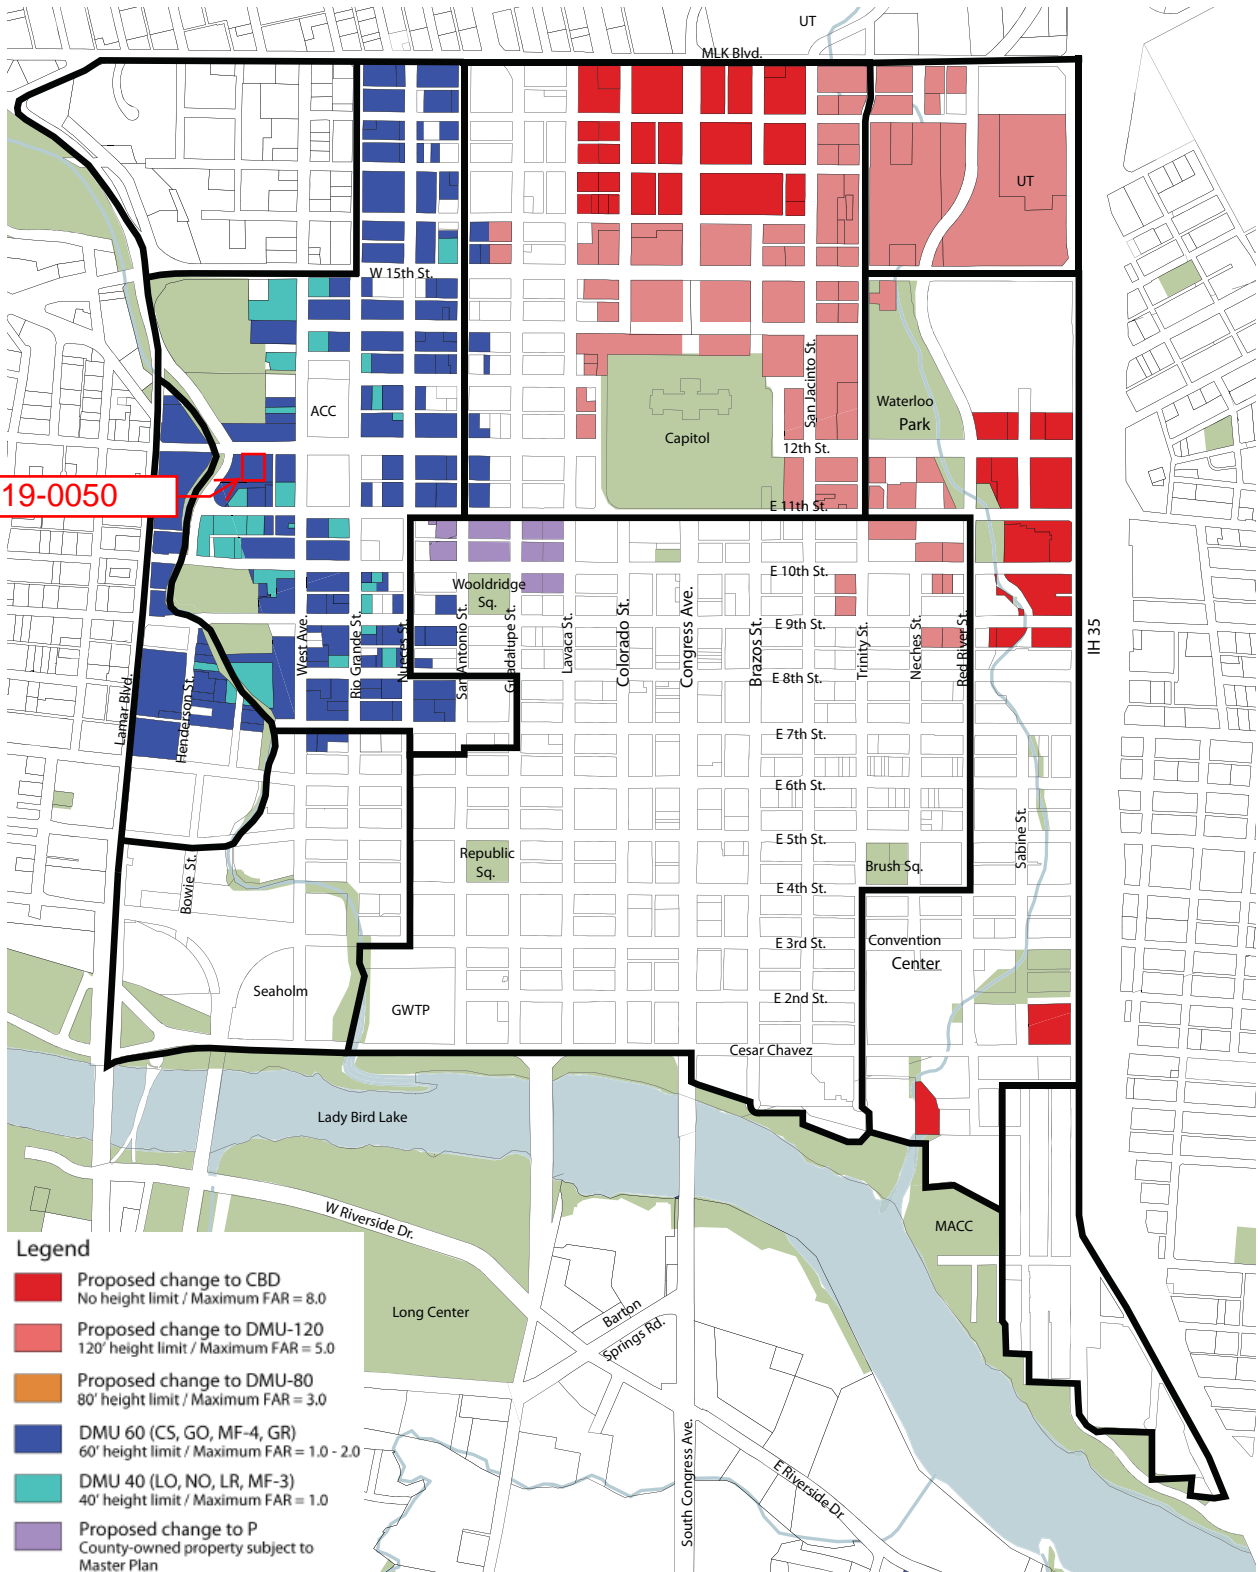 UT
MLK Blvd.
UT
W 15th St.
San Jacinto St.
Waterloo
Park
ACC
Capitol
12th St.
19-0050
E 11th St.
E 10th St.
Wooldridge
Sq.
E 9th St.
West Ave.
Rio Grande St.
Nueces St.
San Antonio St.
Guadalupe St.
Lavaca St.
Colorado St.
Congress Ave.
Brazos St.
Trinity St.
Neches St.
Red River St.
IH 35
E 8th St.
Lamar Blvd.
Henderson St.
E 7th St.
E 6th St.
E 5th St.
Sabine St.
Republic
Sq.
Brush Sq.
Bowie St.
E 4th St.
E 3rd St.
Convention
Center
Seaholm
GWTP
E 2nd St.
Cesar Chavez
Lady Bird Lake
W Riverside Dr.
MACC
Long Center
Barton
Springs Rd.
South Congress Ave.
E Riverside Dr
Legend
Proposed change to CBD
No height limit / Maximum FAR = 8.0
Proposed change to DMU-120
120' height limit / Maximum FAR = 5.0
Proposed change to DMU-80
80' height limit / Maximum FAR = 3.0
DMU 60 (CS, GO, MF-4, GR)
60' height limit / Maximum FAR = 1.0 - 2.0
DMU 40 (LO, NO, LR, MF-3)
40' height limit / Maximum FAR = 1.0
Proposed change to P
County-owned property subject to
Master Plan